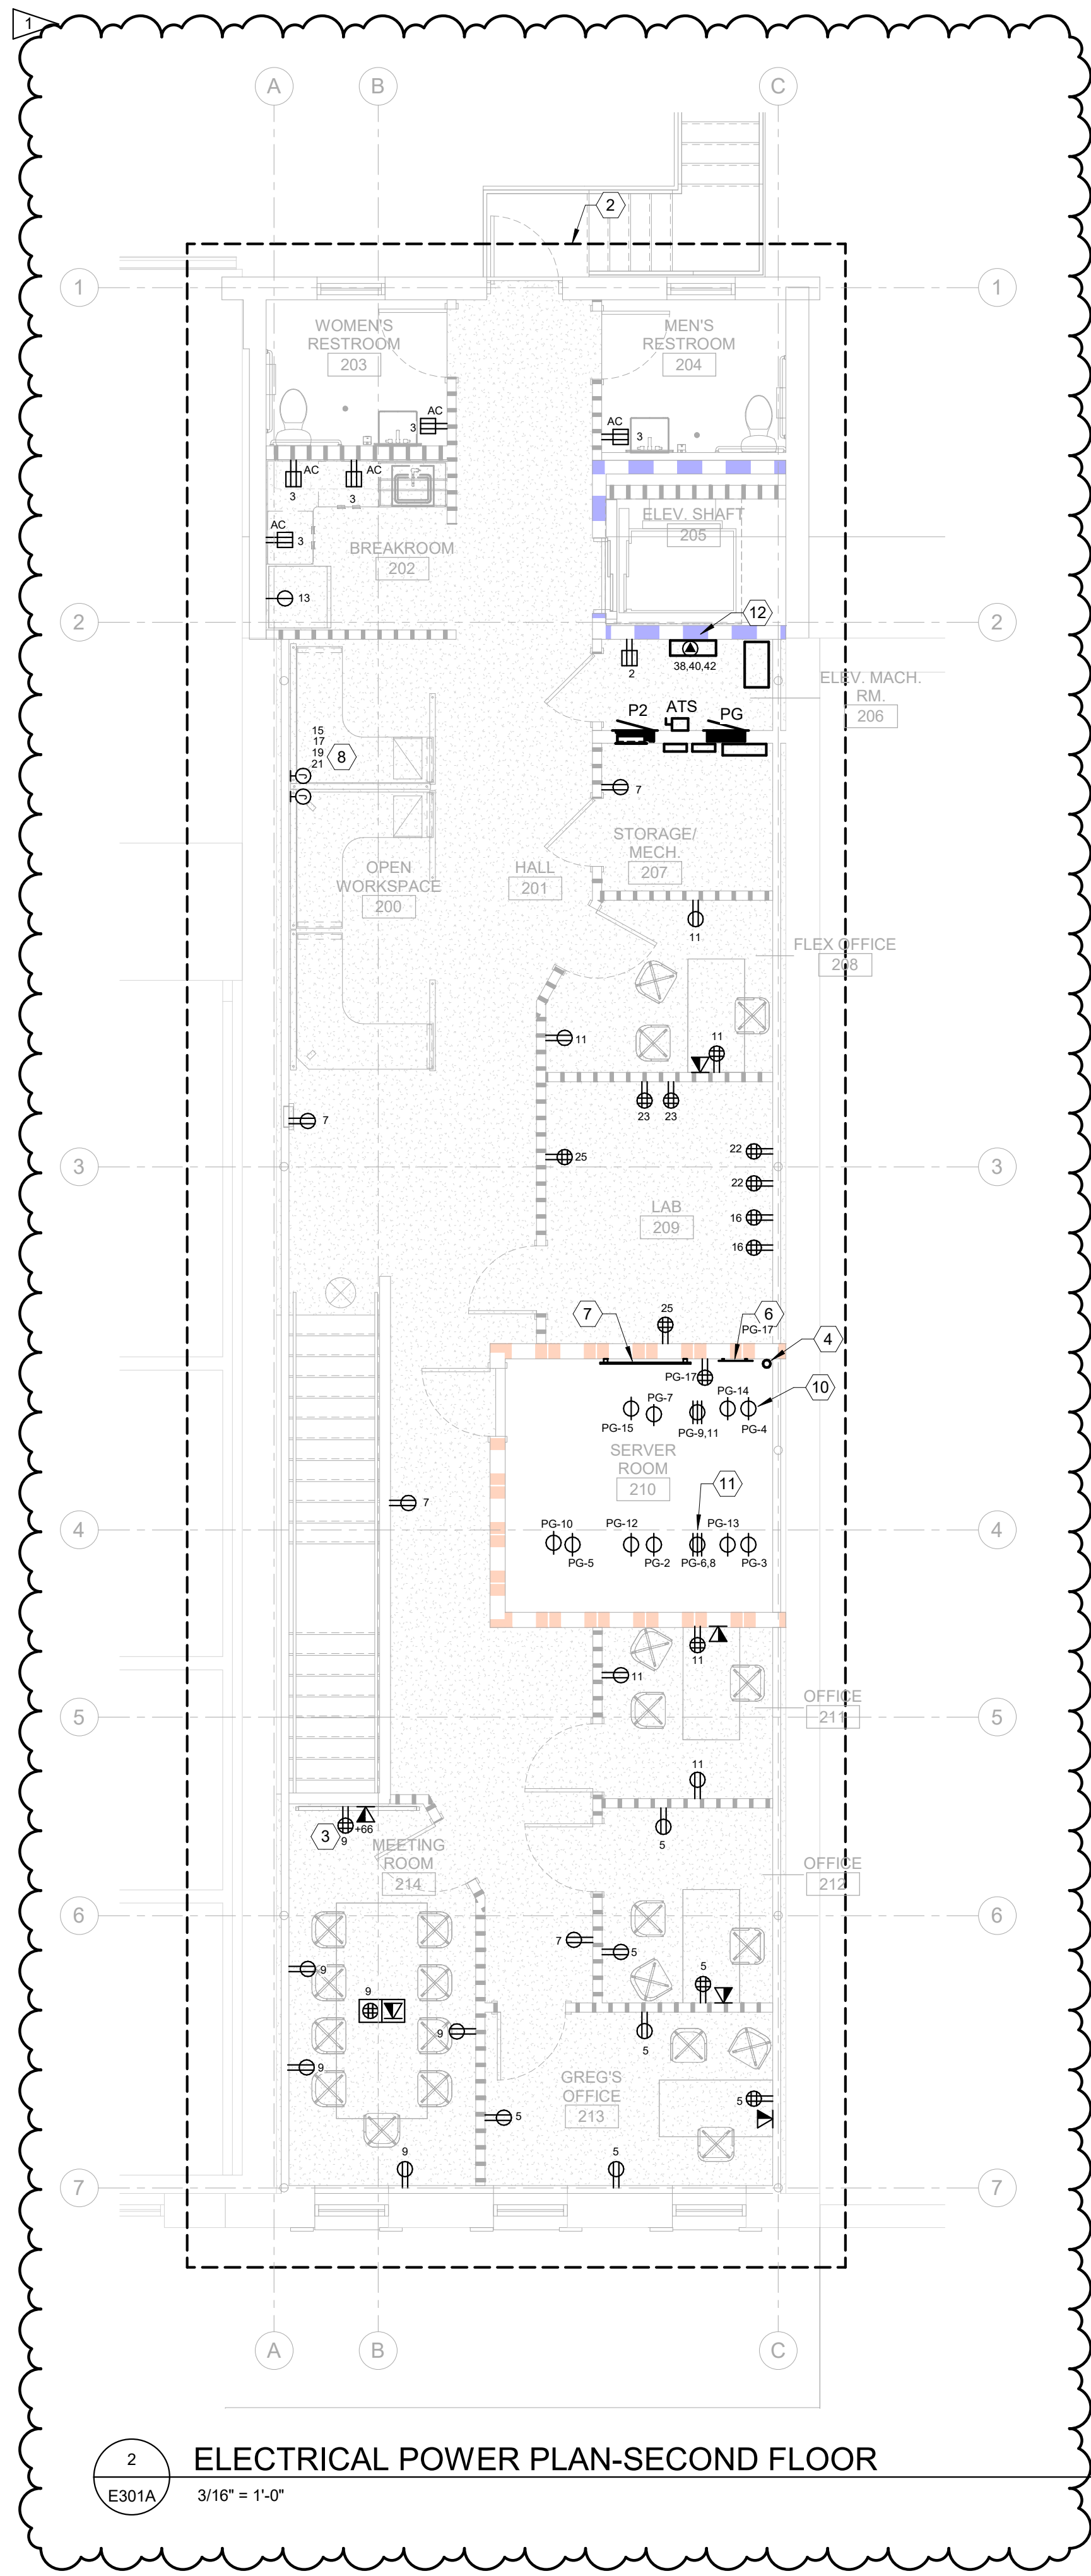 1
A
B
C
2
1
1
WOMEN'S
RESTROOM
203
MEN'S
RESTROOM
204
AC
3
AC
3
AC
3
AC
3
AC
3
ELEV. SHAFT
205
BREAKROOM
202
13
2
12
2
2
38,40,42
ELEV. MACH.
RM.
206
P2
ATS
PG
15
17
19
21
8
7
STORAGE/
MECH.
207
OPEN
WORKSPACE
200
HALL
201
11
FLEX OFFICE
208
11
11
23
23
7
3
25
22
3
22
LAB
209
16
16
7
25
6
PG-17
4
PG-17
PG-7
PG-14
10
PG-15
PG-9,11
PG-4
SERVER
ROOM
210
11
7
4
PG-10
PG-12
PG-13
4
PG-5
PG-2
PG-6,8
PG-3
11
11
OFFICE
211
5
5
11
3
9
+66
MEETING
ROOM
214
5
OFFICE
212
6
6
7
5
9
9
5
9
5
GREG'S
OFFICE
213
9
5
5
9
5
7
7
A
B
C
2
E301A
ELECTRICAL POWER PLAN-SECOND FLOOR
3/16" = 1'-0"